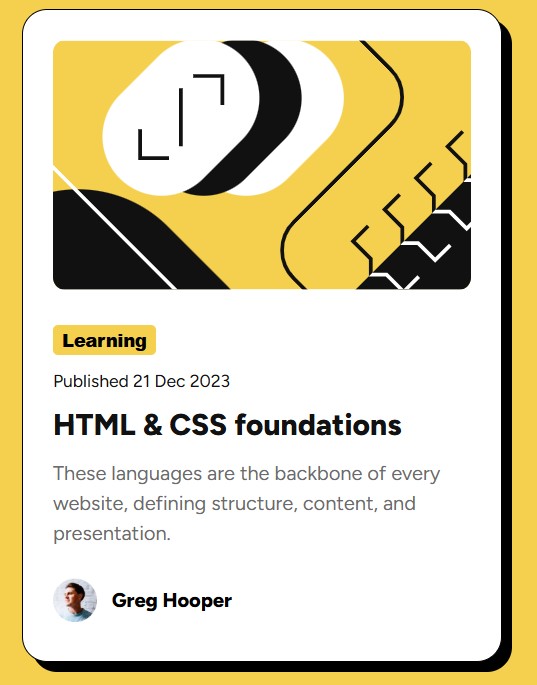 Learning
Published 21 Dec 2023
HTML & CSS foundations
These languages are the backbone of every
website, defining structure, content, and
presentation.
Greg Hooper